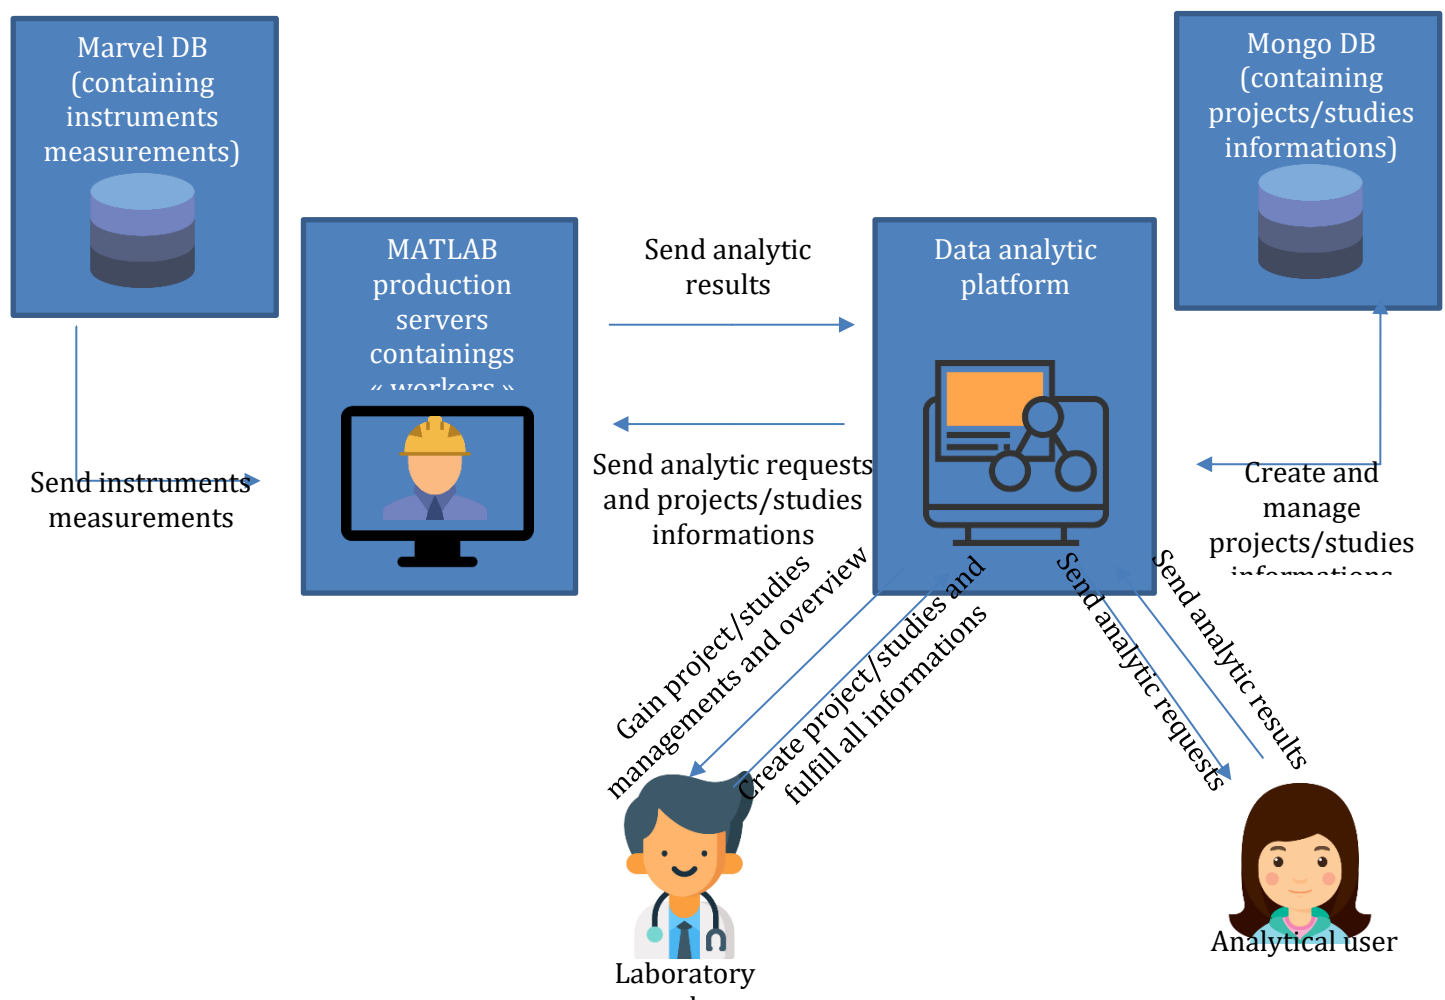 Marvel DB
(containing
instruments
measurements)
Mongo DB
(containing
projects/studies
informations)
MATLAB
production
servers
containings
« workers »
Send analytic
results
Data analytic
platform
Send instruments
measurements
Send analytic requests
and projects/studies
informations
Create and
manage
projects/studies
informations
Gain project/studies
managements and overview
Create project/studies and
fulfill all informations
Send analytic requests
Send analytic results
Laboratory
Analytical user